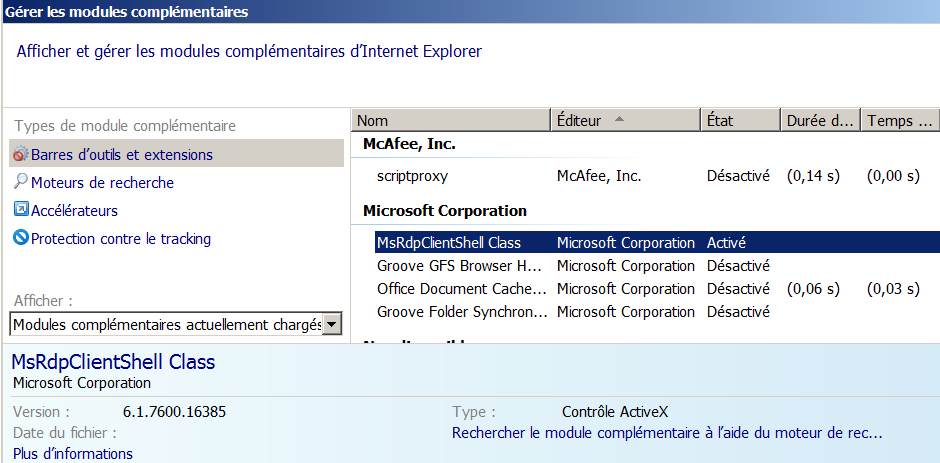 Gérer les modules complémentaires
Afficher et gérer les modules complémentaires d'Internet Explorer
Types de module complémentaire
Barres d'outils et extensions
Moteurs de recherche
Accélérateurs
Protection contre le tracking
Afficher :
Modules complémentaires actuellement chargés
Nom Éditeur État Durée d... Temps ...
McAfee, Inc.
scriptproxy McAfee, Inc. Désactivé (0,14 s) (0,00 s)
Microsoft Corporation
MsRdpClientShell Class Microsoft Corporation Activé
Groove GFS Browser H... Microsoft Corporation Désactivé
Office Document Cache... Microsoft Corporation Désactivé (0,06 s) (0,03 s)
Groove Folder Synchron... Microsoft Corporation Désactivé
MsRdpClientShell Class
Microsoft Corporation
Version : 6.1.7600.16385 Type : Contrôle ActiveX
Date du fichier : Rechercher le module complémentaire à l'aide du moteur de rec...
Plus d'informations